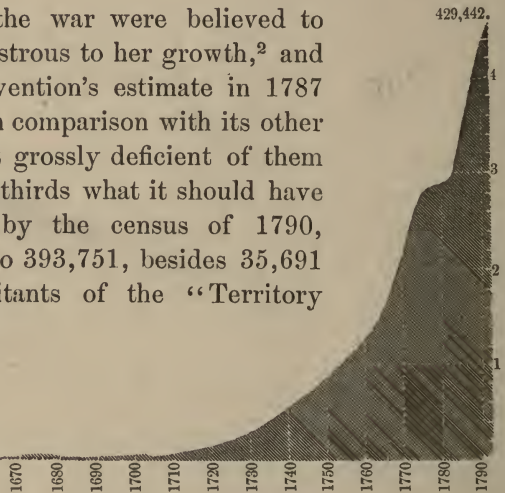 the war were believed to
429,442.
strous to her growth,² and
vention's estimate in 1787
4
comparison with its other
grossly deficient of them
3
thirds what it should have
by the census of 1790,
o 393,751, besides 35,691
2
itants of the “Territory
1
1670 1680 1690 1700 1710 1720 1730 1740 1750 1760 1770 1780 1790